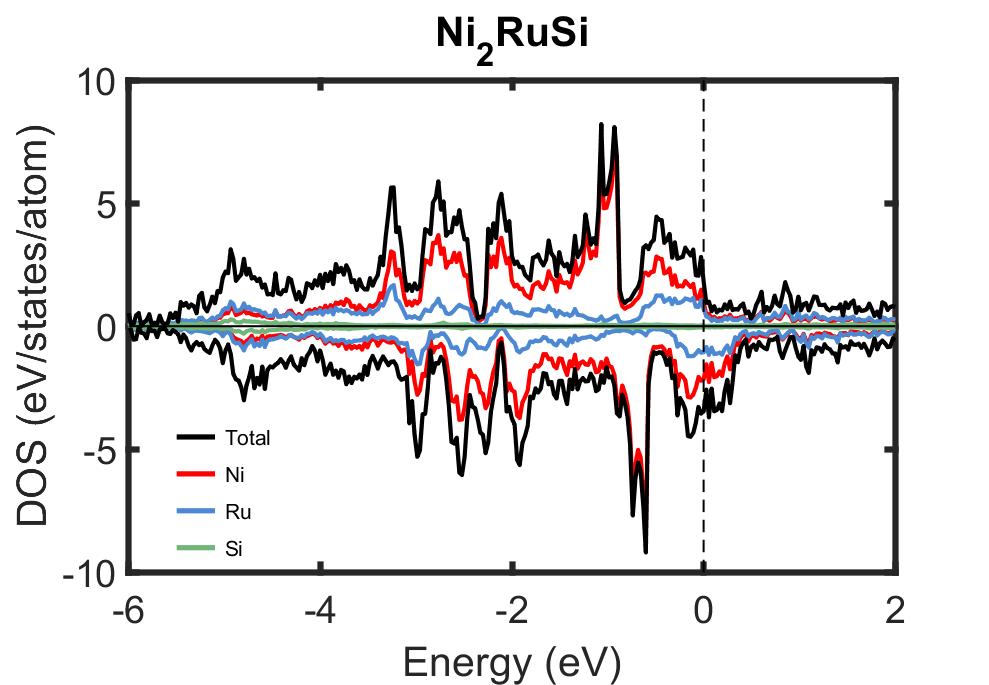 Ni2RuSi
10
5
0
-5
-10
DOS (eV/states/atom)
Total
Ni
Ru
Si
-6 -4 -2 0 2
Energy (eV)